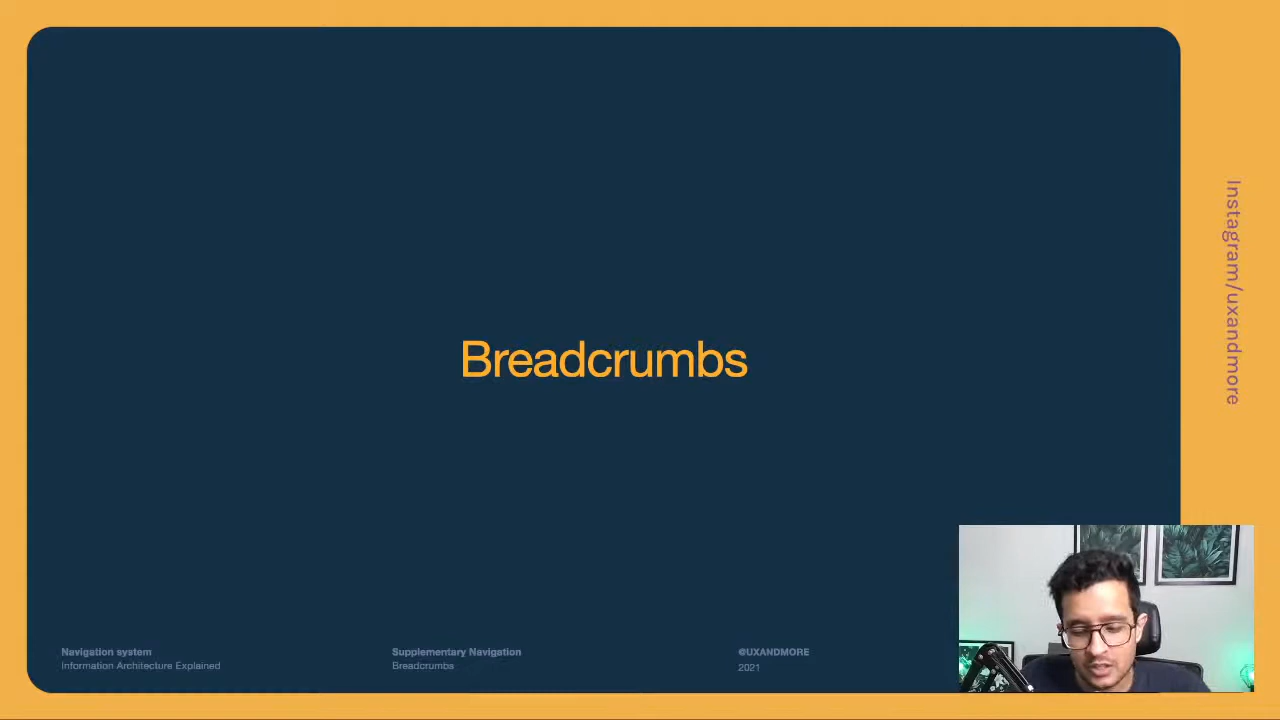 Breadcrumbs
Instagram/uxandmore
Navigation system
Information Architecture Explained
Supplementary Navigation
Breadcrumbs
@UXANDMORE
2021